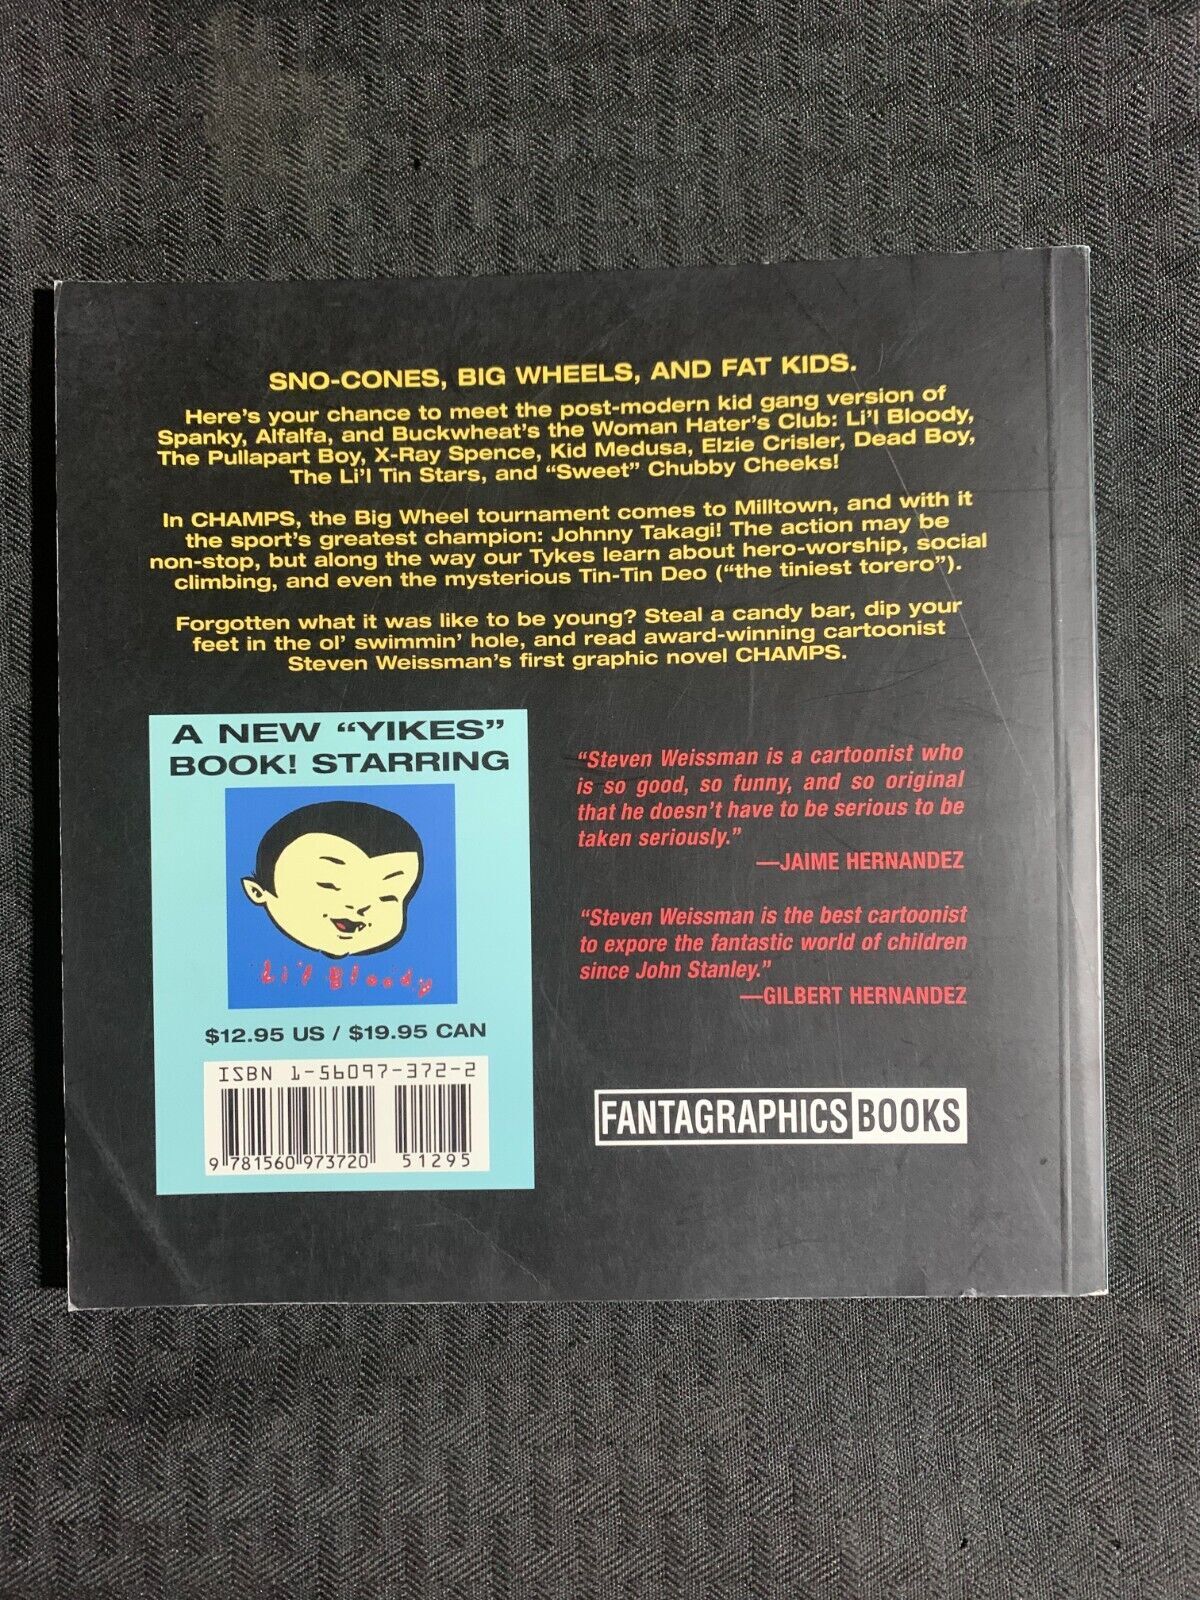 SNO-CONES, BIG WHEELS, AND FAT KIDS.
Here's your chance to meet the post-modern kid gang version of
Spanky, Alfalfa, and Buckwheat's the Woman Hater's Club: Li'l Bloody,
The Pullapart Boy, X-Ray Spence, Kid Medusa, Elzie Crisler, Dead Boy,
The Li'l Tin Stars, and “Sweet” Chubby Cheeks!
In CHAMPS, the Big Wheel tournament comes to Milltown, and with it
the sport's greatest champion: Johnny Takagi! The action may be
non-stop, but along the way our Tykes learn about hero-worship, social
climbing, and even the mysterious Tin-Tin Deo (“the tiniest torero”).
Forgotten what it was like to be young? Steal a candy bar, dip your
feet in the ol' swimmin' hole, and read award-winning cartoonist
Steven Weissman's first graphic novel CHAMPS.
A NEW “YIKES”
BOOK! STARRING
Li'l Bloody
$12.95 US / $19.95 CAN
ISBN 1-56097-372-2
9 781560 973720
51295
“Steven Weissman is a cartoonist who
is so good, so funny, and so original
that he doesn't have to be serious to be
taken seriously.”
—JAIME HERNANDEZ
“Steven Weissman is the best cartoonist
to expore the fantastic world of children
since John Stanley.”
—GILBERT HERNANDEZ
FANTAGRAPHICS BOOKS